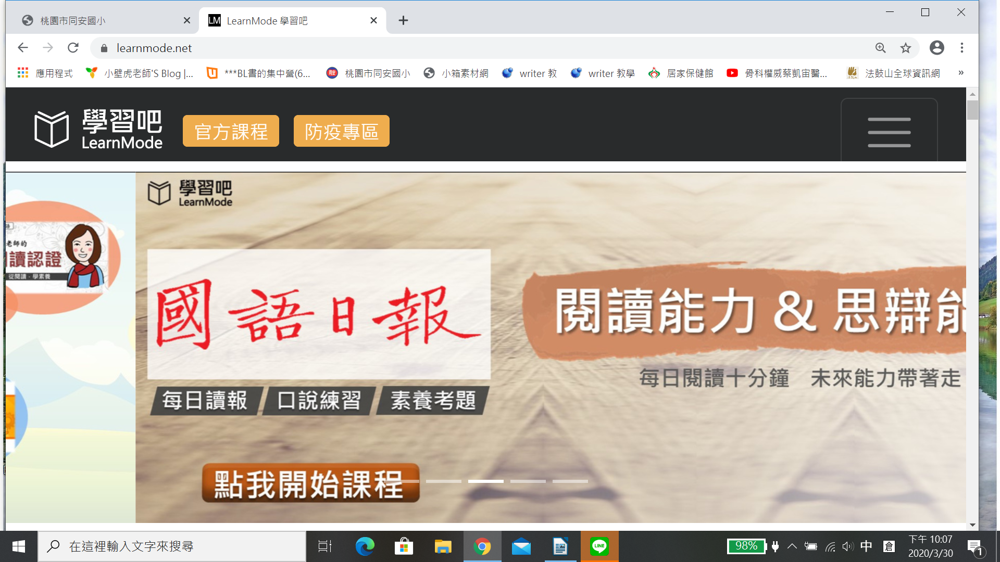 桃園市同安國小
LM LearnMode 學習吧
learnmode.net
應用程式
小壁虎老師'S Blog |...
***BL書的集中營(6...
桃園市同安國小
小箱素材網
writer 教
writer 教學
居家保健館
骨科權威蔡凱宙醫...
法鼓山全球資訊網
»
學習吧
LearnMode
官方課程
防疫專區
學習吧
LearnMode
老師的
讀認證
從閱讀・學素養
國語日報
閱讀能力 & 思辯能
每日閱讀十分鐘 未來能力帶著走
每日讀報
口說練習
素養考題
點我開始課程
在這裡輸入文字來搜尋
LINE
98%
中
倉
下午 10:07
2020/3/30
1